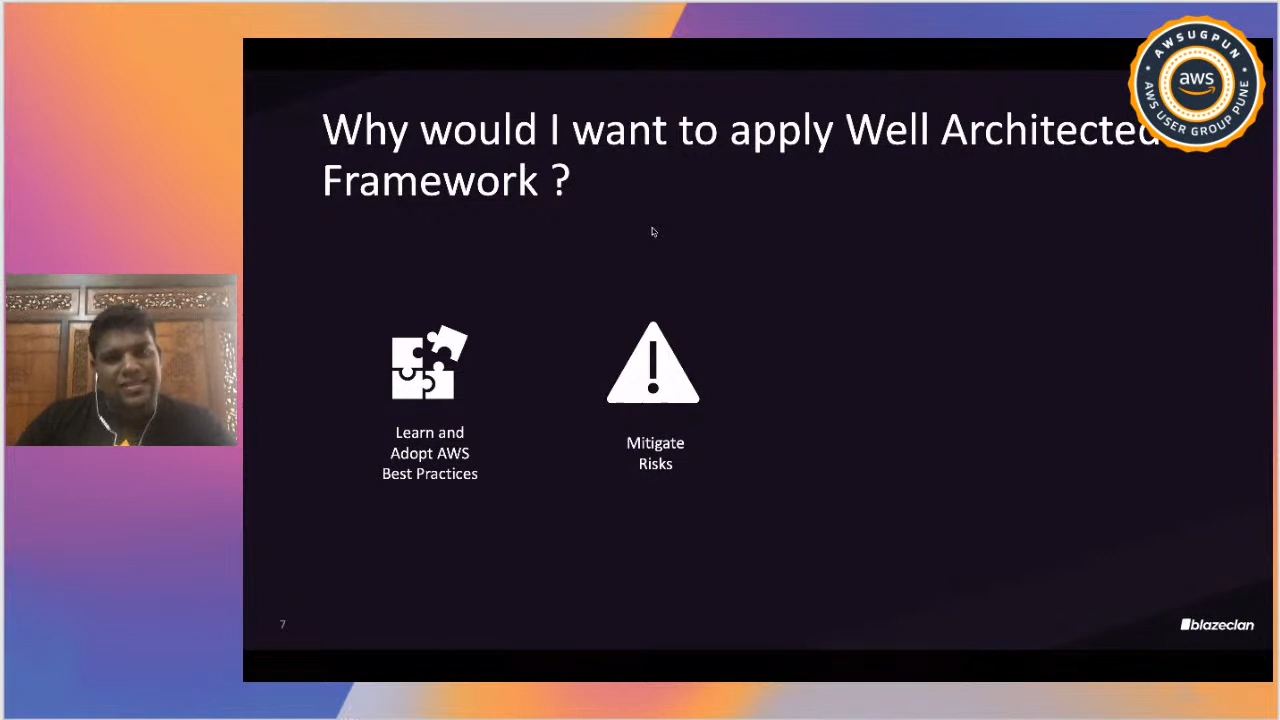 Why would I want to apply Well Architected
Framework ?
AWSUGPUN
aws
AWS USER GROUP PUNE
Learn and
Adopt AWS
Best Practices
Mitigate
Risks
7
blazeclan